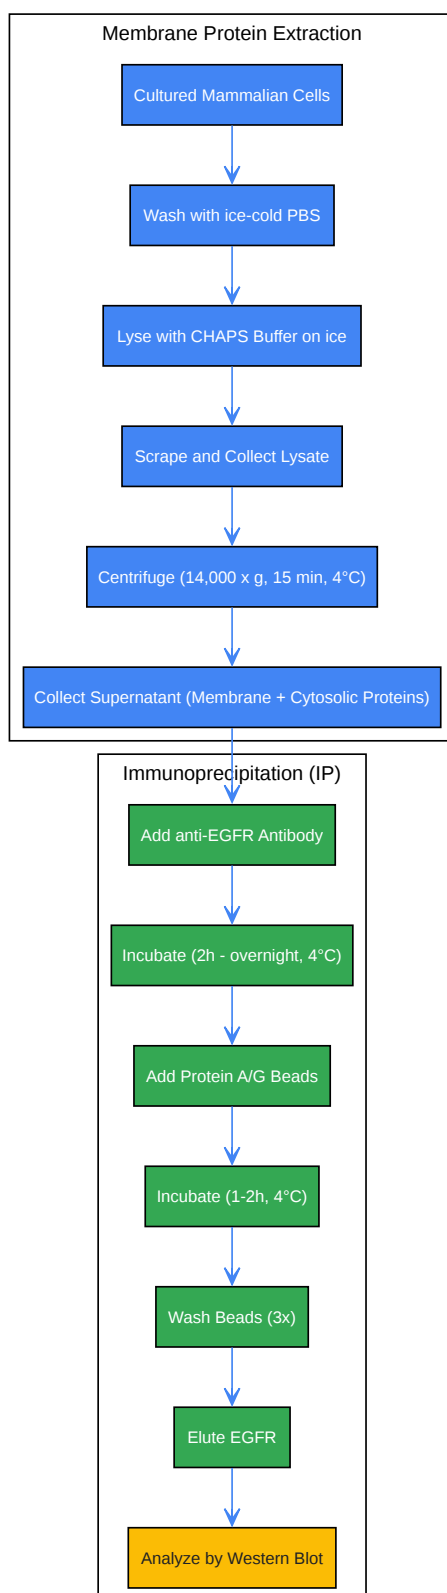 Membrane Protein Extraction
Cultured Mammalian Cells
Wash with ice-cold PBS
Lyse with CHAPS Buffer on ice
Scrape and Collect Lysate
Centrifuge (14,000 x g, 15 min, 4°C)
Collect Supernatant (Membrane + Cytosolic Proteins)
Immunoprecipitation (IP)
Add anti-EGFR Antibody
Incubate (2h - overnight, 4°C)
Add Protein A/G Beads
Incubate (1-2h, 4°C)
Wash Beads (3x)
Elute EGFR
Analyze by Western Blot